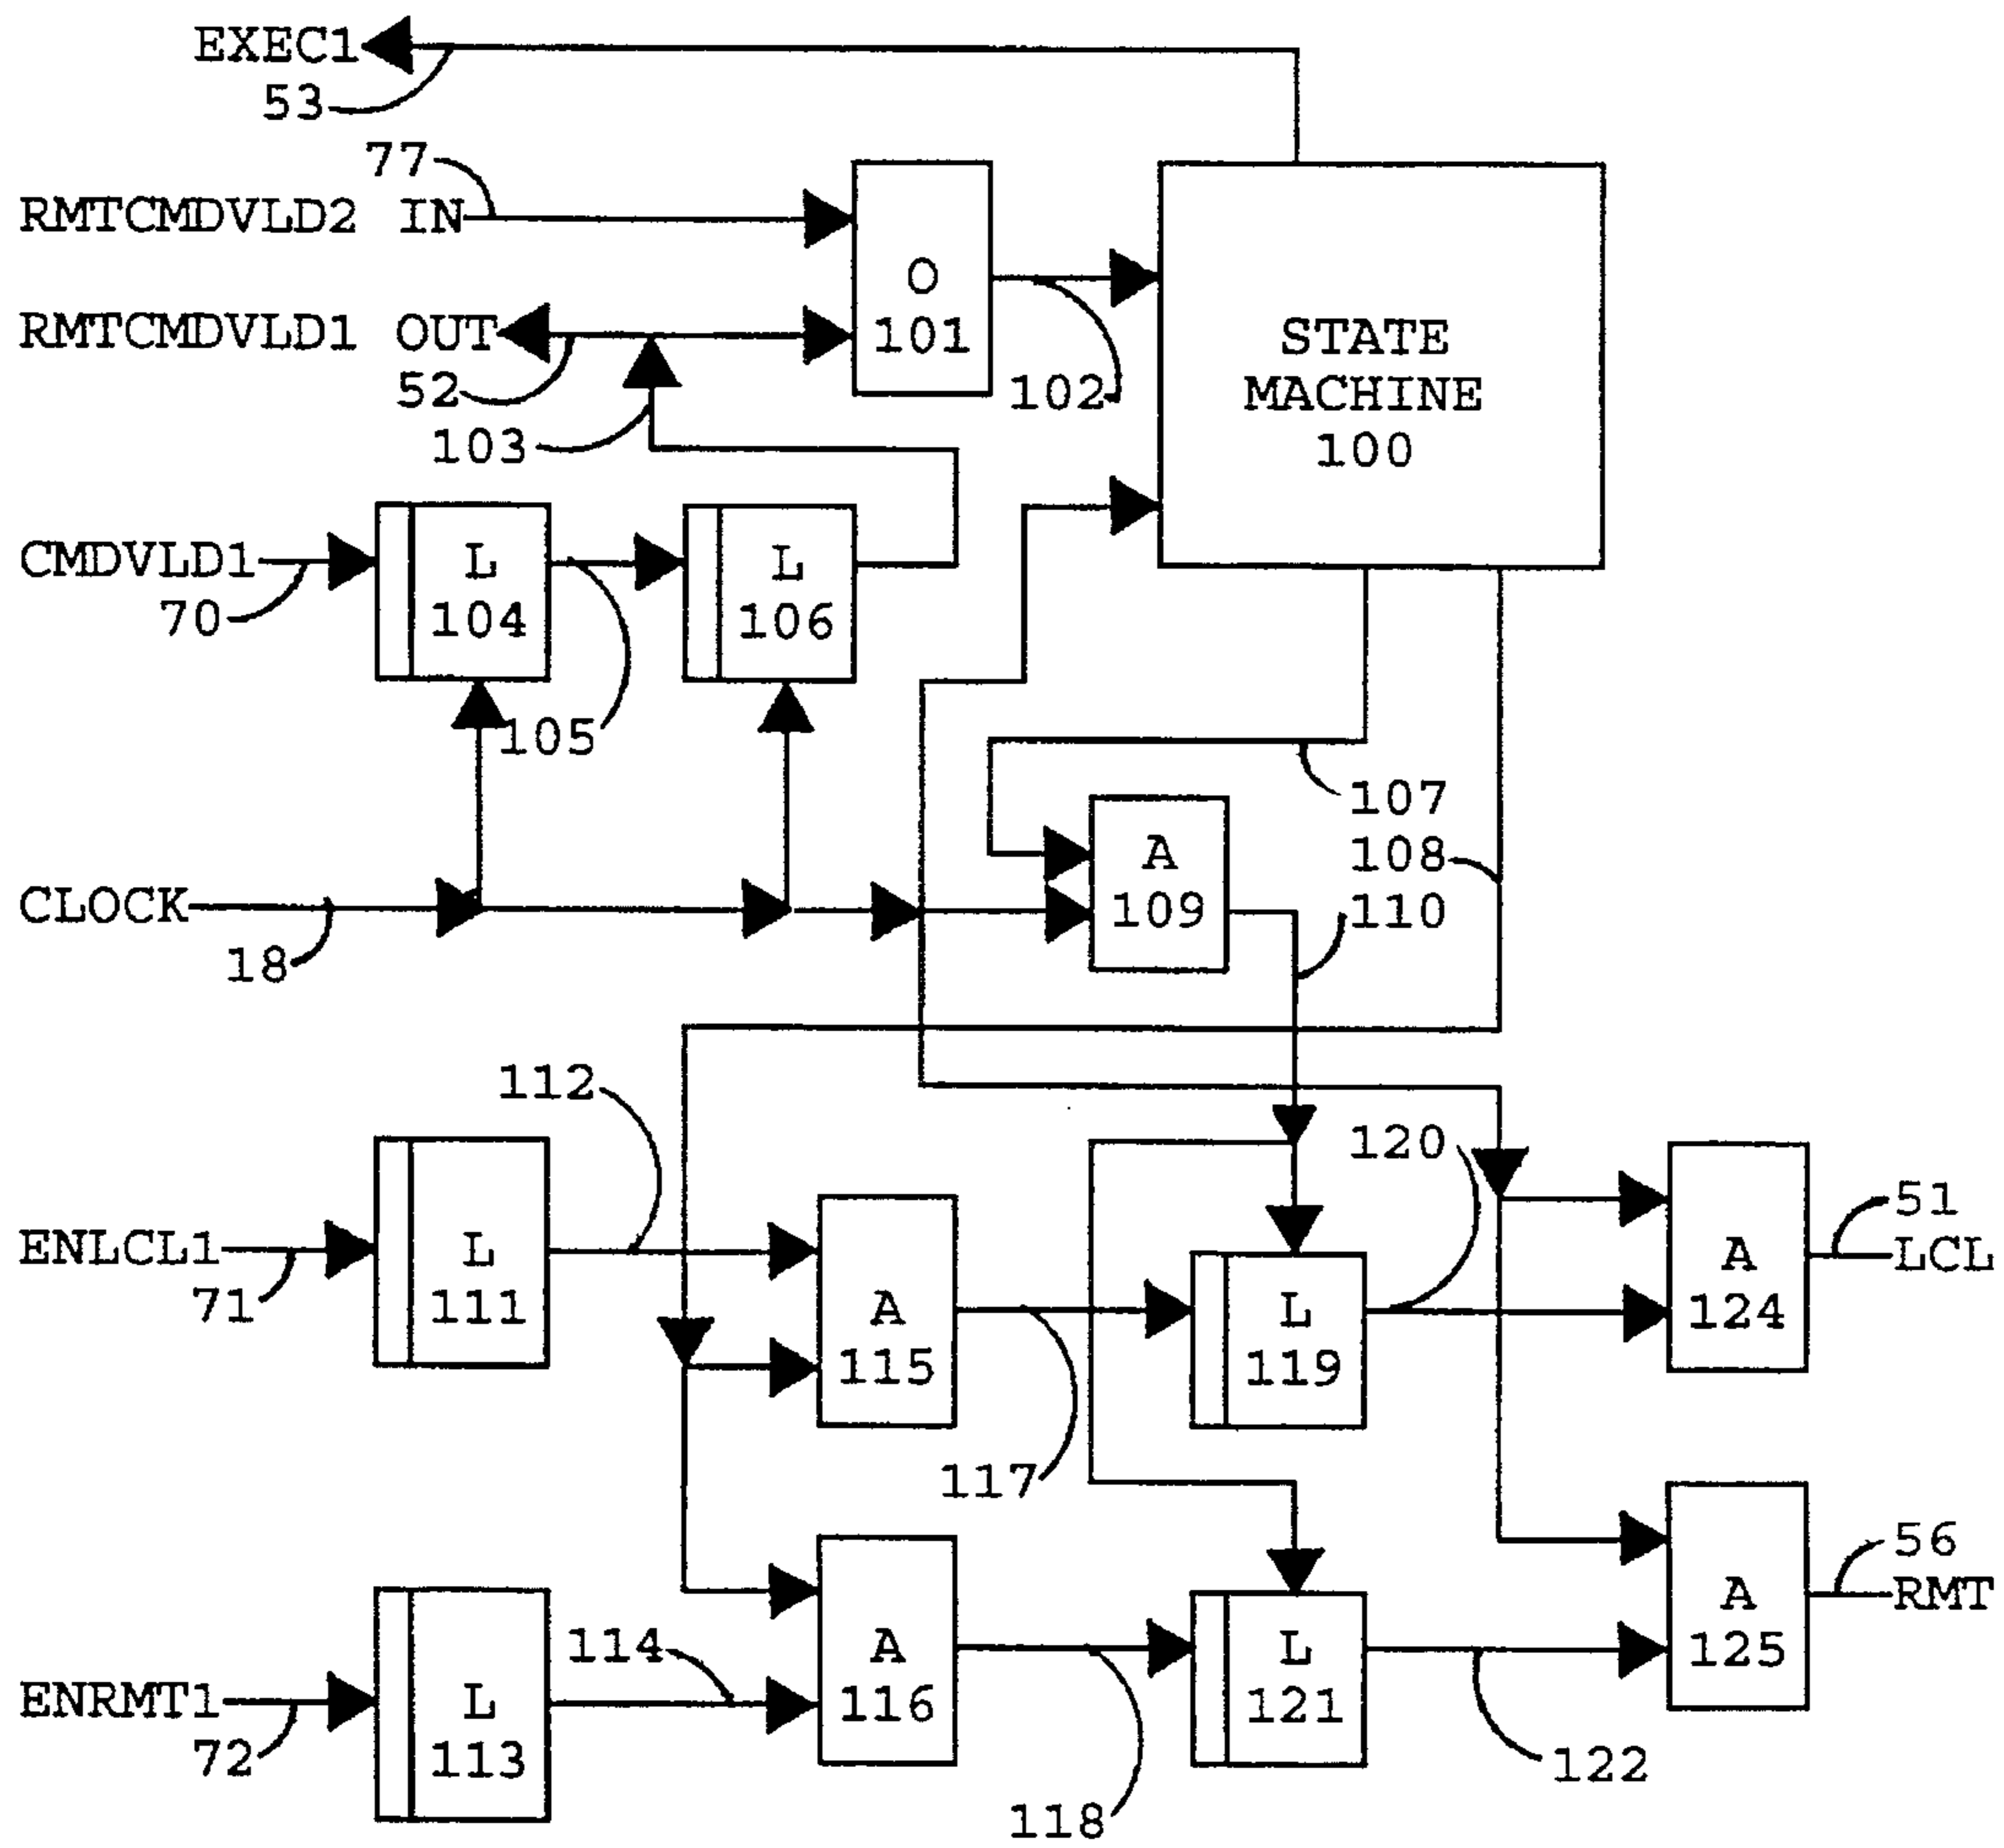 EXEC1
53
77
RMTCMDVLD2 IN
O
101
RMTCMDVLD1 OUT
52
102
103
STATE
MACHINE
100
CMDVLD1
70
L
104
L
106
105
107
108
110
A
109
CLOCK
18
112
120
ENLCL1
71
L
111
A
115
L
119
51
LCL
A
124
117
56
RMT
A
125
114
ENRMT1
72
L
113
A
116
L
121
122
118